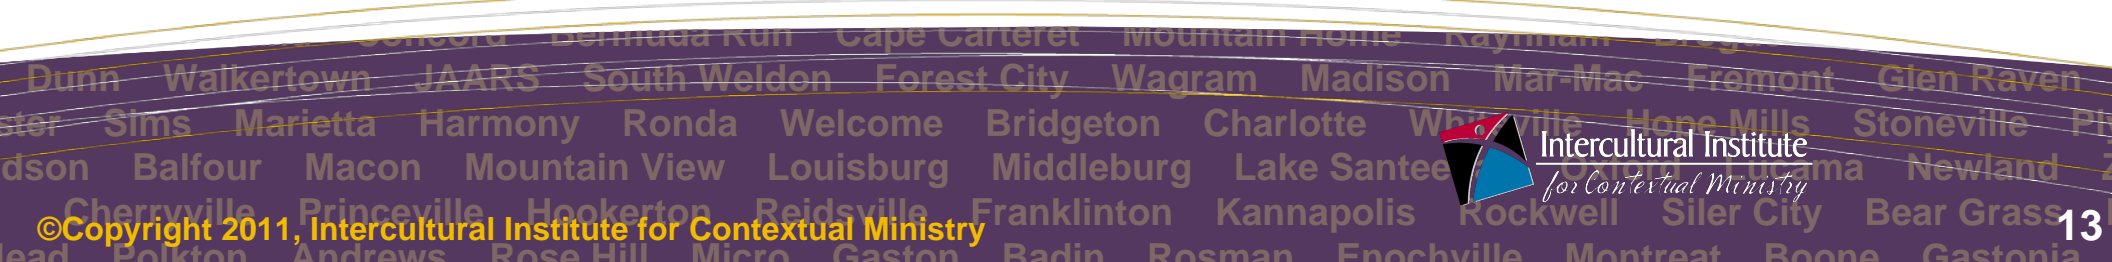 Concord Bermuda Run Cape Carteret Mountain Home Raynham
Dunn Walkertown JAARS South Weldon Forest City Wagram Madison Mar-Mac Fremont Glen Raven
Sims Marietta Harmony Ronda Welcome Bridgeton Charlotte Whiteville Hope Mills Stoneville
Balfour Macon Mountain View Louisburg Middleburg Lake Santee Newland
Intercultural Institute
for Contextual Ministry
Cherryville Princeville Hookerton Reidsville Franklinton Kannapolis Rockwell Siler City Bear Grass
©Copyright 2011, Intercultural Institute for Contextual Ministry
13
Polkton Andrews Rose Hill Micro Gaston Badin Rosman Enochville Montreat Boone Gastonia